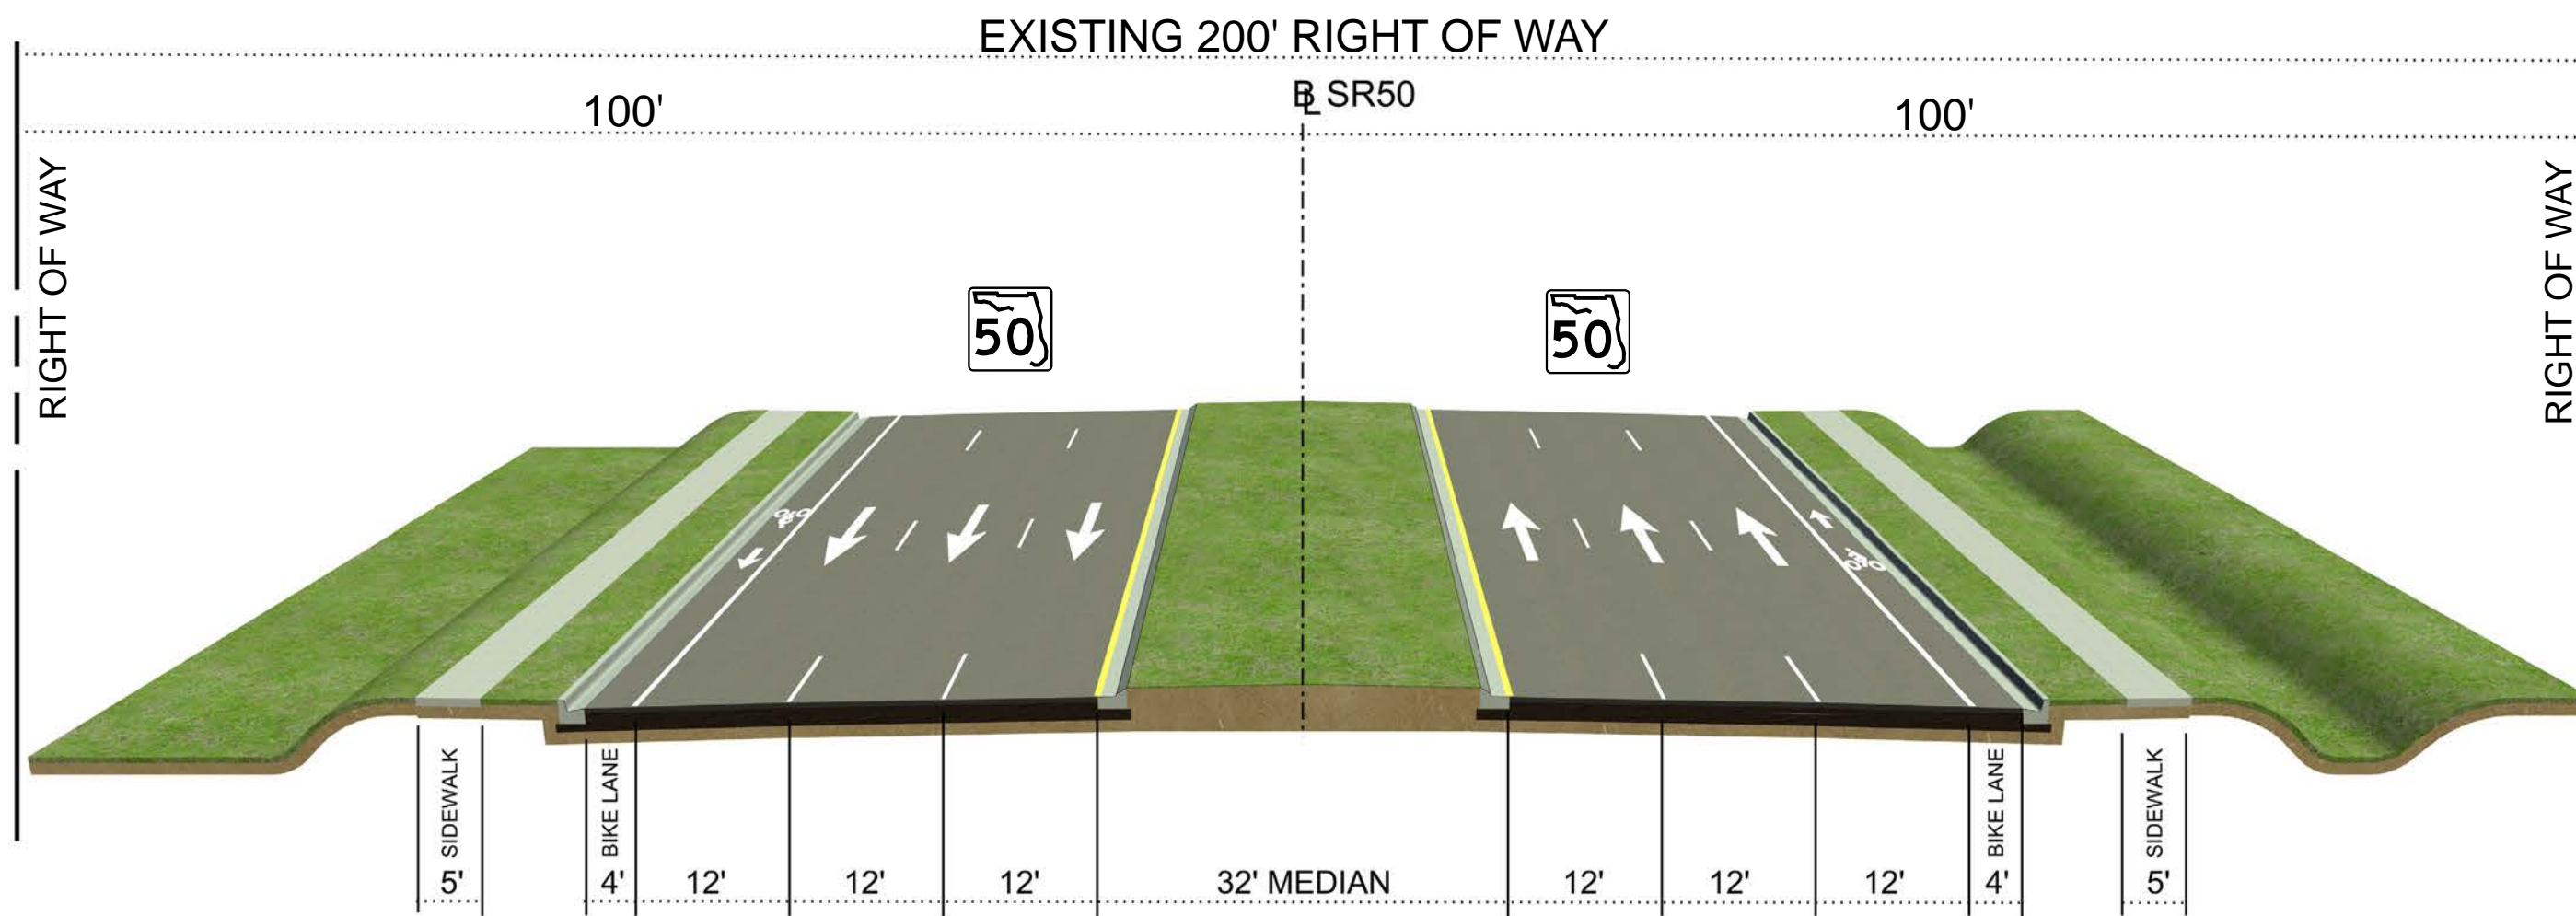 EXISTING 200' RIGHT OF WAY
100'
BL SR50
100'
RIGHT OF WAY
RIGHT OF WAY
50
50
SIDEWALK
5'
BIKE LANE
4'
12'
12'
12'
32' MEDIAN
12'
12'
12'
BIKE LANE
4'
SIDEWALK
5'